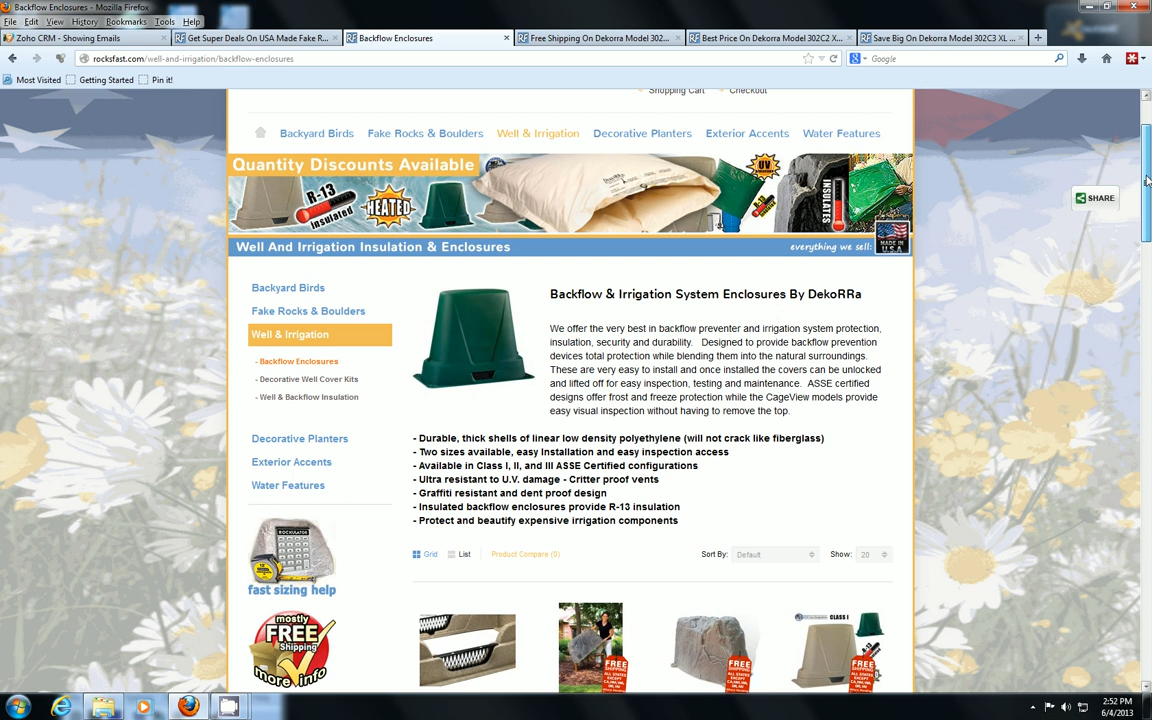 Backflow Enclosures - Mozilla Firefox
File Edit View History Bookmarks Tools Help
Zoho CRM - Showing Emails
Get Super Deals On USA Made Fake R...
Backflow Enclosures
Free Shipping On Dekorra Model 302...
Best Price On Dekorra Model 302C2 X...
Save Big On Dekorra Model 302C3 XL ...
rocksfast.com/well-and-irrigation/backflow-enclosures
Google
Most Visited Getting Started Pin it!
Shopping Cart Checkout
Backyard Birds Fake Rocks & Boulders Well & Irrigation Decorative Planters Exterior Accents Water Features
Quantity Discounts Available
R-13
Insulated
HEATED
UV
R-13
INSULATES
SHARE
Well And Irrigation Insulation & Enclosures
everything we sell:
MADE IN
U.S.A
Backyard Birds
Fake Rocks & Boulders
Well & Irrigation
- Backflow Enclosures
- Decorative Well Cover Kits
- Well & Backflow Insulation
Decorative Planters
Exterior Accents
Water Features
ROCKULATOR
fast sizing help
mostly
FREE
Shipping
more info
Backflow & Irrigation System Enclosures By DekoRRa
We offer the very best in backflow preventer and irrigation system protection,
insulation, security and durability. Designed to provide backflow prevention
devices total protection while blending them into the natural surroundings.
These are very easy to install and once installed the covers can be unlocked
and lifted off for easy inspection, testing and maintenance. ASSE certified
designs offer frost and freeze protection while the CageView models provide
easy visual inspection without having to remove the top.
- Durable, thick shells of linear low density polyethylene (will not crack like fiberglass)
- Two sizes available, easy Installation and easy inspection access
- Available in Class I, II, and III ASSE Certified configurations
- Ultra resistant to U.V. damage - Critter proof vents
- Graffiti resistant and dent proof design
- Insulated backflow enclosures provide R-13 insulation
- Protect and beautify expensive irrigation components
Grid List Product Compare (0) Sort By: Default Show: 20
CLASS I
FREE
SHIPPING
FREE
SHIPPING
FREE
SHIPPING
2:52 PM
6/4/2013